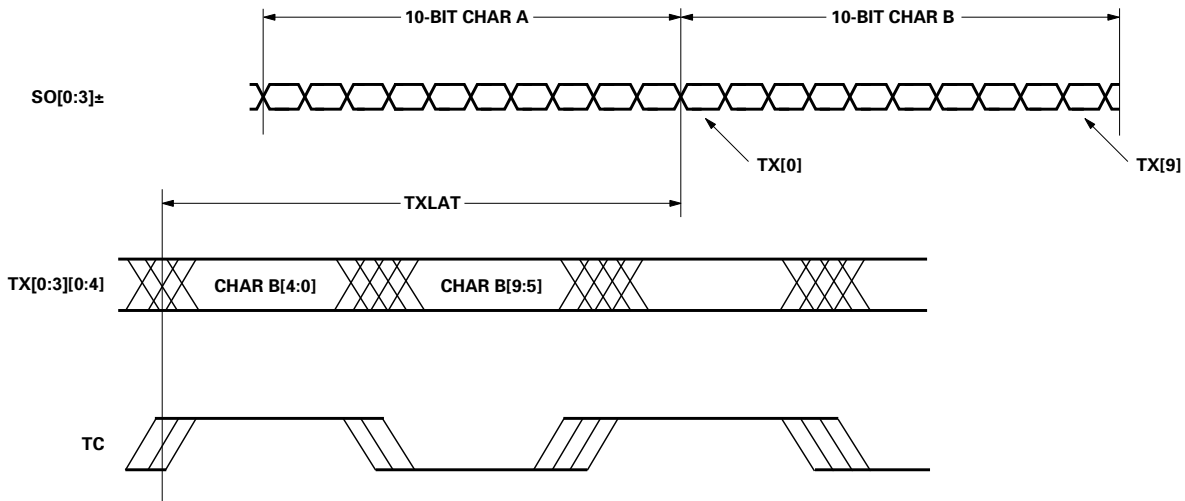 10-BIT CHAR A
10-BIT CHAR B
SO[0:3]±
TX[0]
TX[9]
TXLAT
TX[0:3][0:4]
CHAR B[4:0]
CHAR B[9:5]
TC